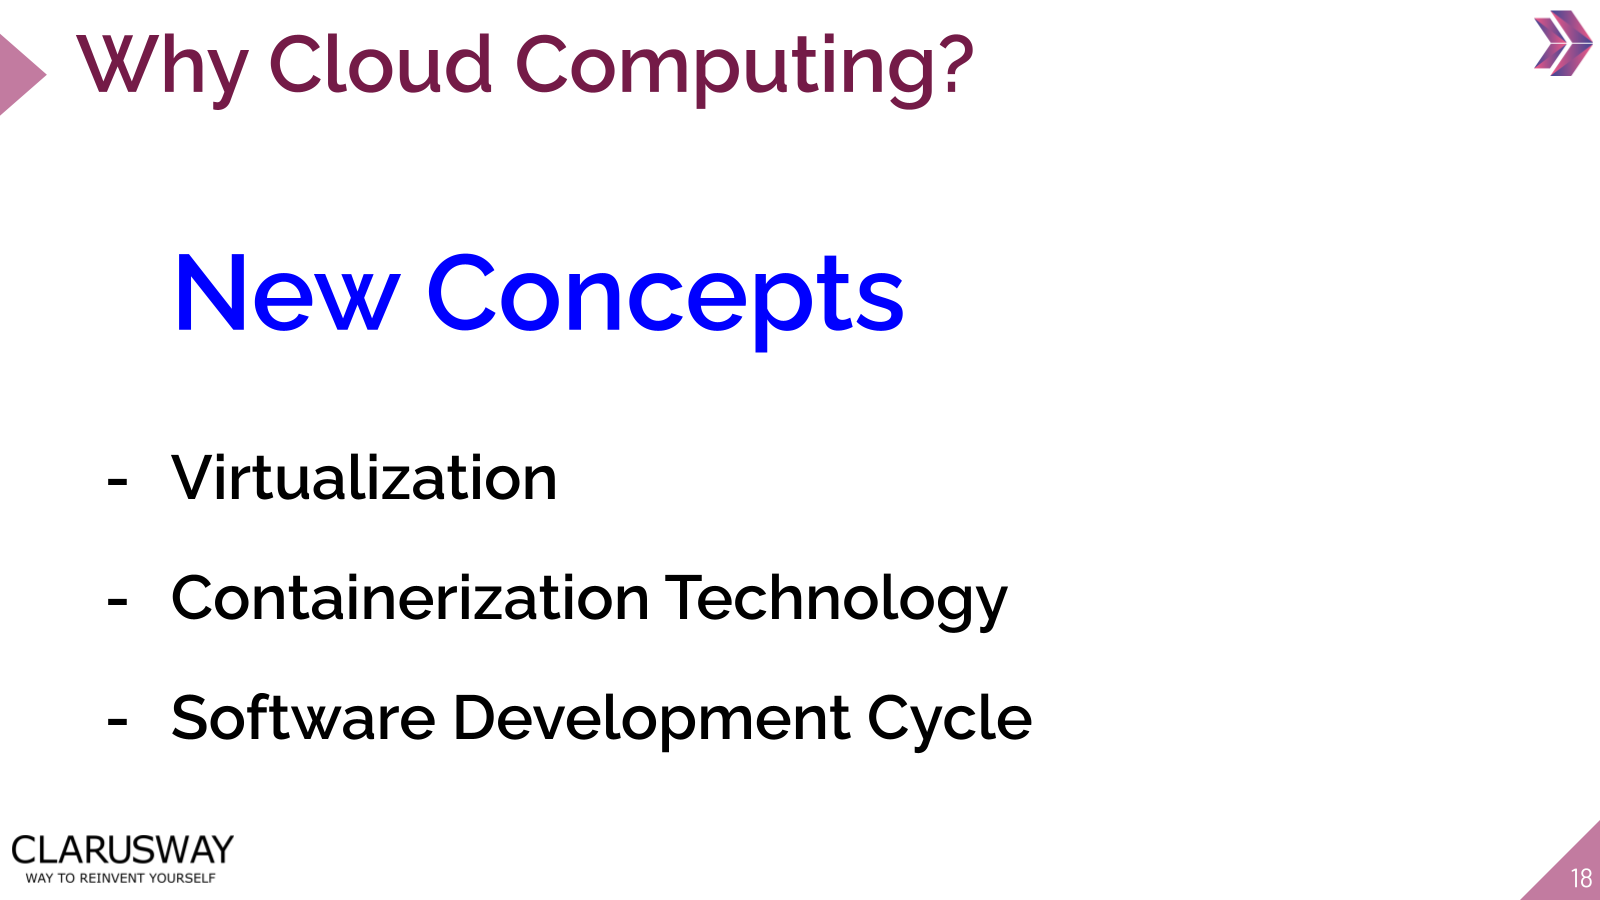 Why Cloud Computing?
New Concepts
- Virtualization
- Containerization Technology
- Software Development Cycle
CLARUSWAY
WAY TO REINVENT YOURSELF
18